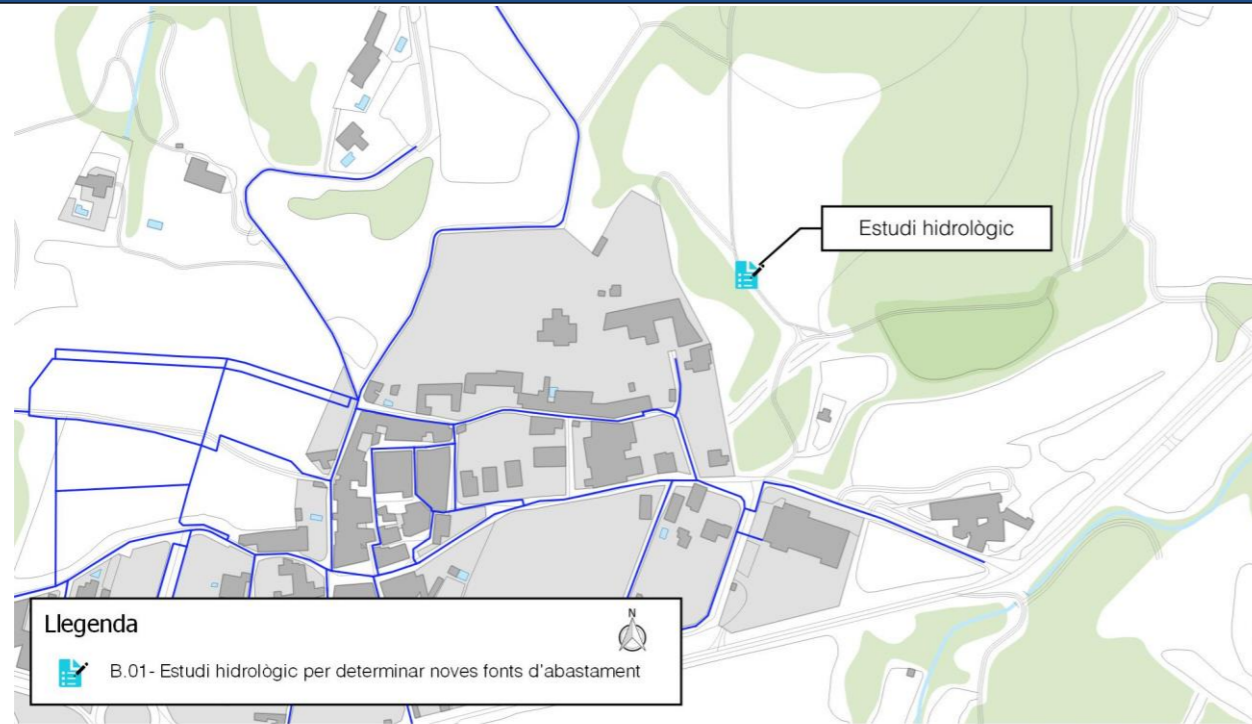 Estudi hidrològic
Llegenda
N
B.01- Estudi hidrològic per determinar noves fonts d'abastament